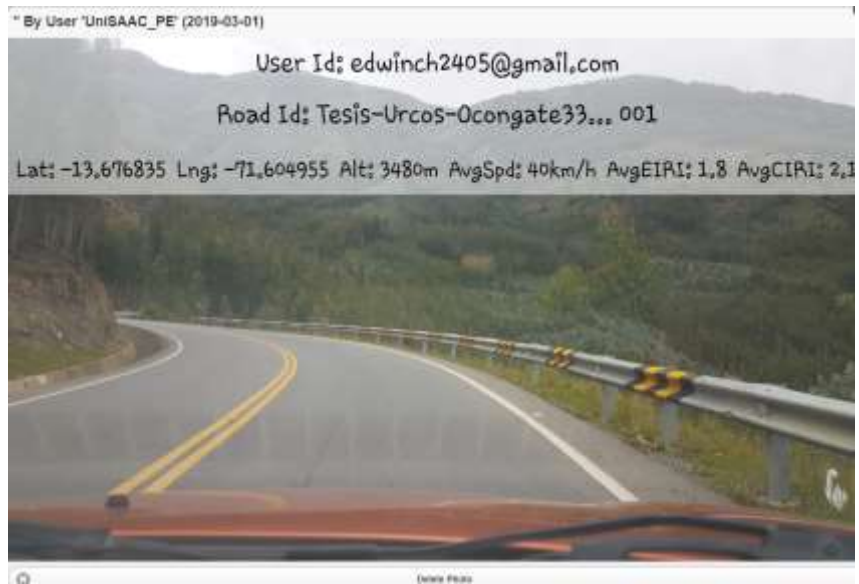 " By User 'UniSAAC_PE' (2019-03-01)
User Id: edwinch2405@gmail.com
Road Id: Tesis-Urcos-Ocongate33... 001
Lat: -13.676835 Lng: -71.604955 Alt: 3480m AvgSpd: 40km/h AvgEIRI: 1.8 AvgCIRI: 2.1
Delete Photo